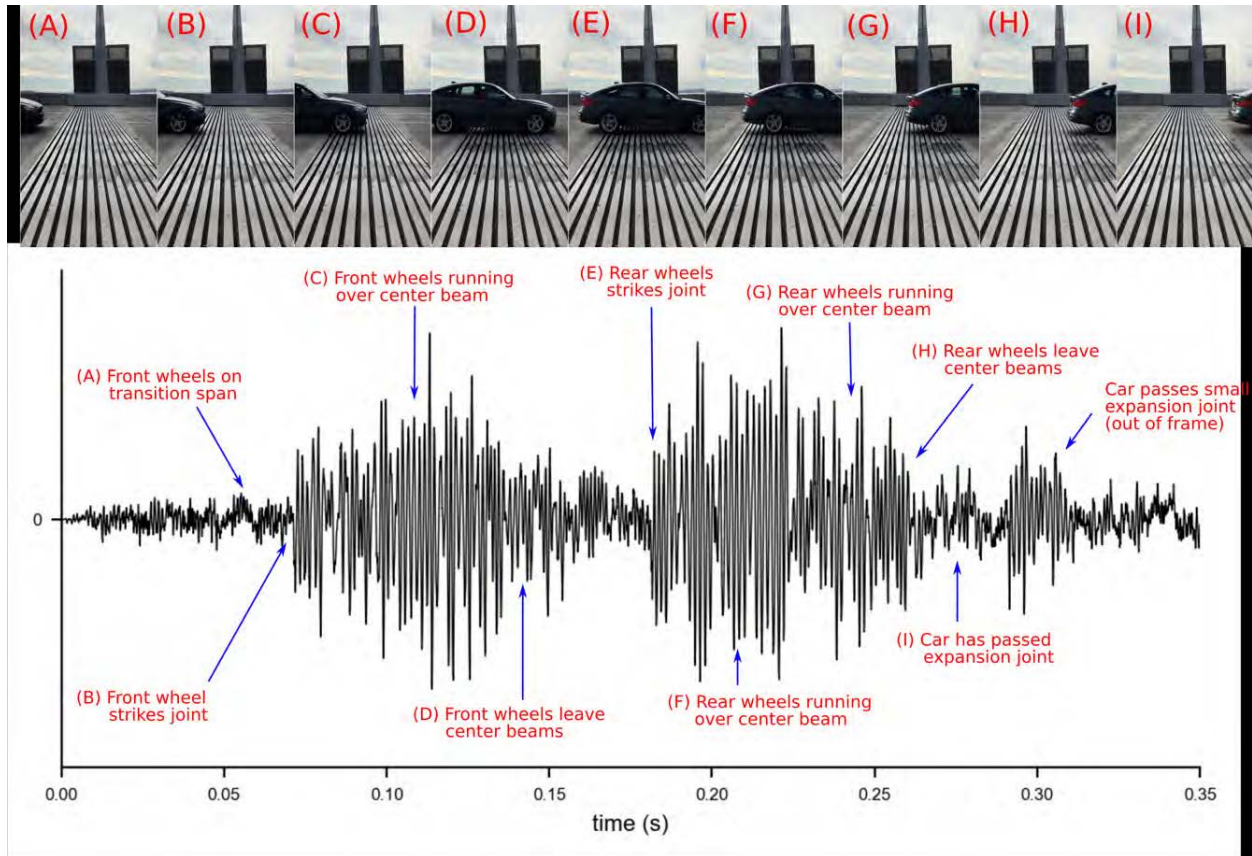 (A)
(B)
(C)
(D)
(E)
(F)
(G)
(H)
(I)
(C) Front wheels running
over center beam
(E) Rear wheels
strikes joint
(G) Rear wheels running
over center beam
(H) Rear wheels leave
center beams
(A) Front wheels on
transition span
Car passes small
expansion joint
(out of frame)
0
(B) Front wheel
strikes joint
(D) Front wheels leave
center beams
(F) Rear wheels running
over center beam
(I) Car has passed
expansion joint
0.00
0.05
0.10
0.15
0.20
0.25
0.30
0.35
time (s)